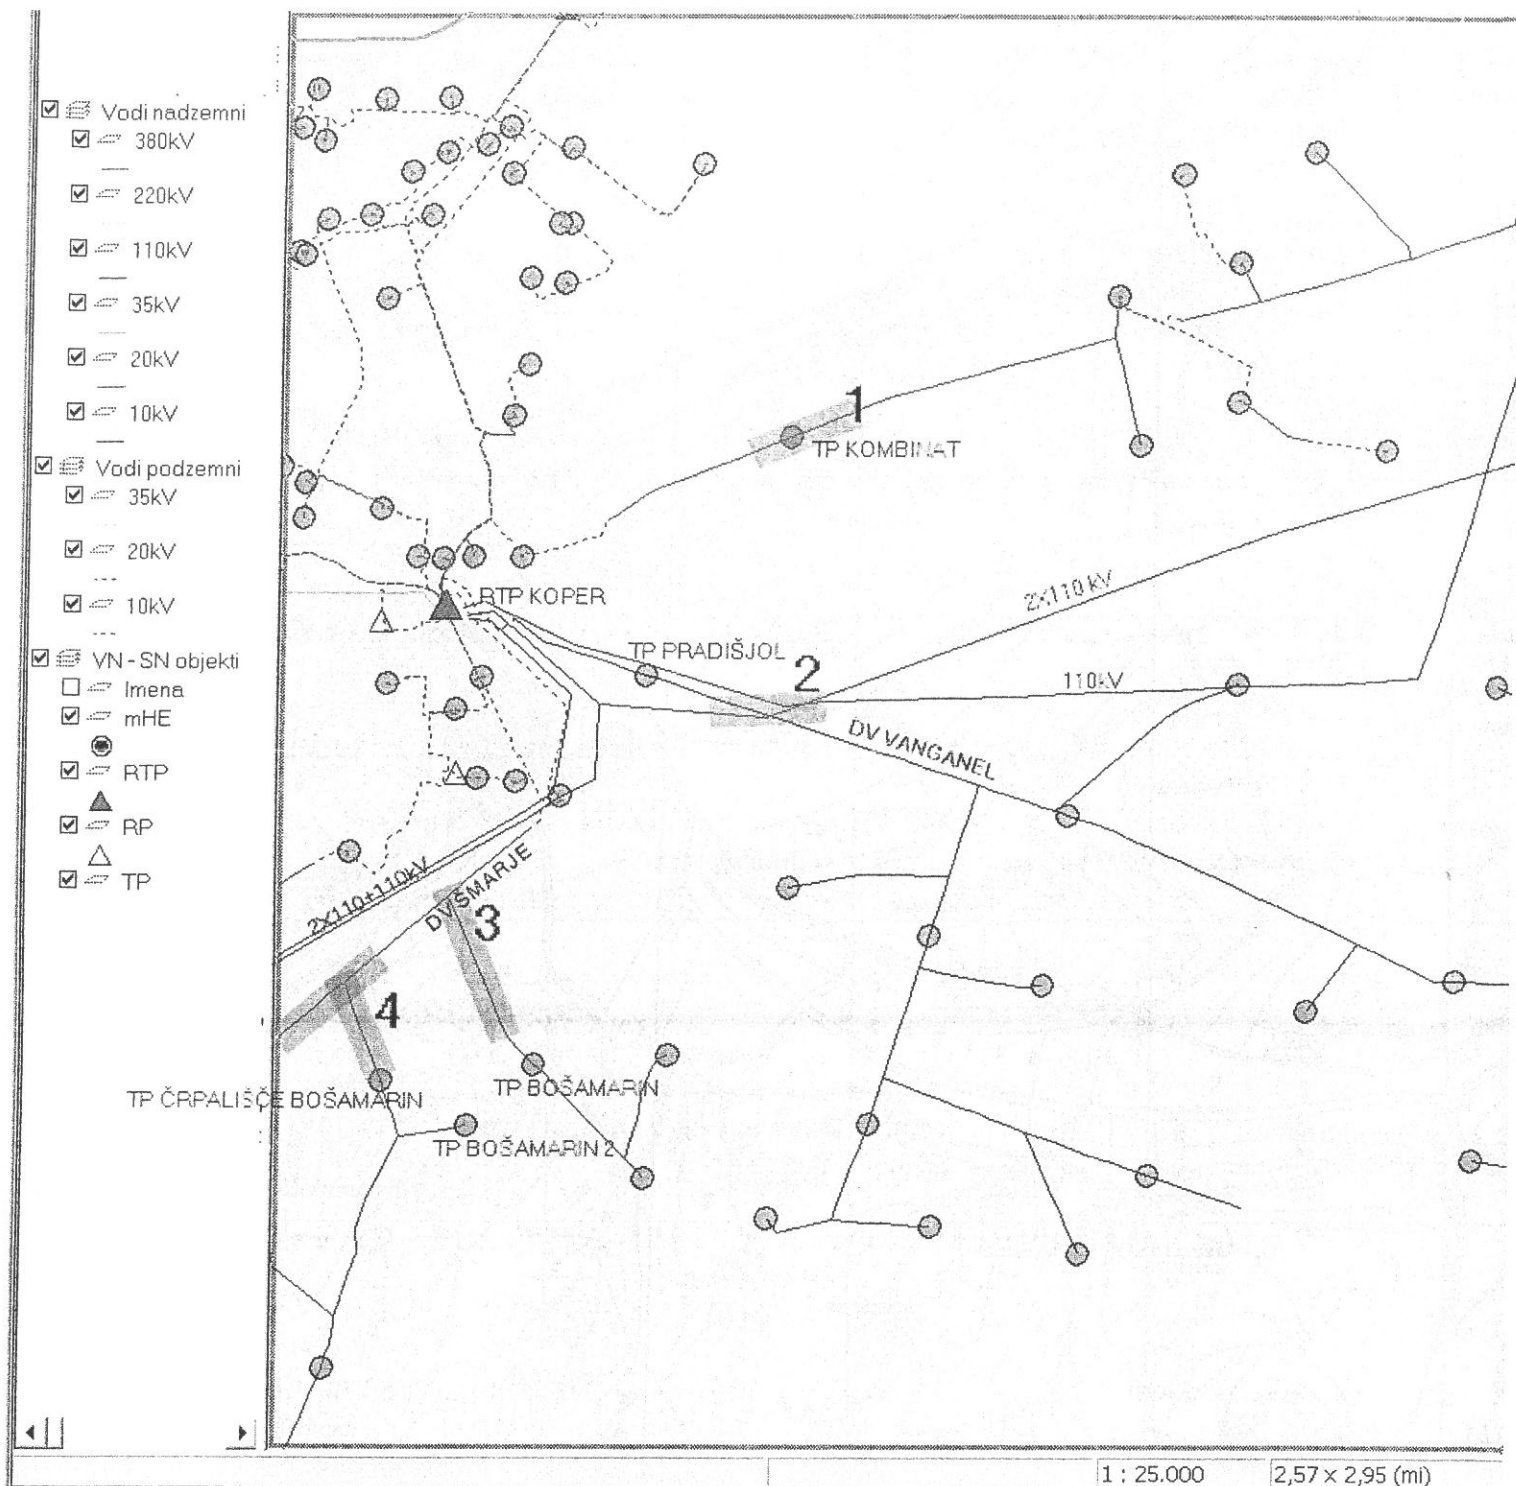 Vodi nadzemni
380kV
220kV
110kV
35kV
20kV
10kV
Vodi podzemni
35kV
20kV
10kV
VN - SN objekti
Imena
mHE
RTP
RP
TP
1
TP KOMBINAT
RTP KOPER
2X110 kV
TP PRADIŠJOL
2
110kV
DV VANGANEL
2X110+110kV
DV ŠMARJE
3
4
TP ČRPALIŠČE BOŠAMARIN
TP BOŠAMARIN
TP BOŠAMARIN 2
1 : 25.000
2,57 x 2,95 (mi)